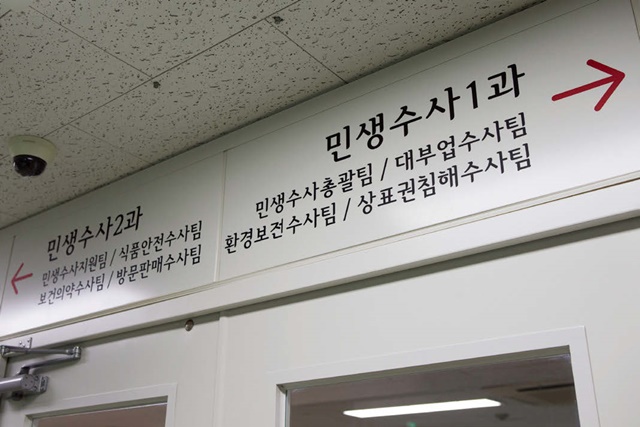 민생수사2과
민생수사지원팀 / 식품안전수사팀
보건의약수사팀 / 방문판매수사팀
민생수사1과
민생수사총괄팀 / 대부업수사팀
환경보전수사팀 / 상표권침해수사팀